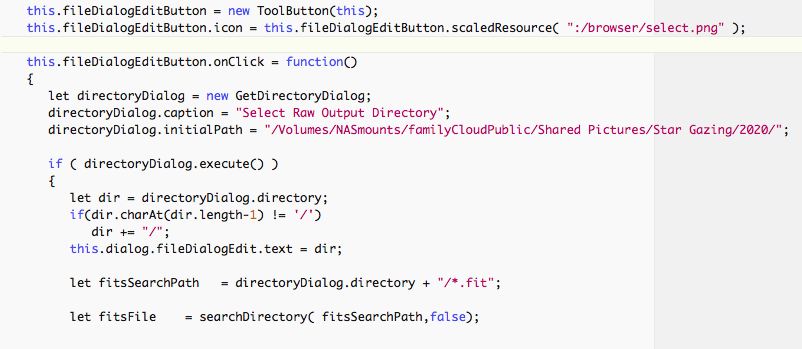 this.fileDialogEditButton = new ToolButton(this);
this.fileDialogEditButton.icon = this.fileDialogEditButton.scaledResource( ":/browser/select.png" );
this.fileDialogEditButton.onClick = function()
{
let directoryDialog = new GetDirectoryDialog;
directoryDialog.caption = "Select Raw Output Directory";
directoryDialog.initialPath = "/Volumes/NASmounts/familyCloudPublic/Shared Pictures/Star Gazing/2020/";
if ( directoryDialog.execute() )
{
let dir = directoryDialog.directory;
if(dir.charAt(dir.length-1) != '/')
dir += "/";
this.dialog.fileDialogEdit.text = dir;
let fitsSearchPath   = directoryDialog.directory + "/*.fit";
let fitsFile    = searchDirectory( fitsSearchPath,false);